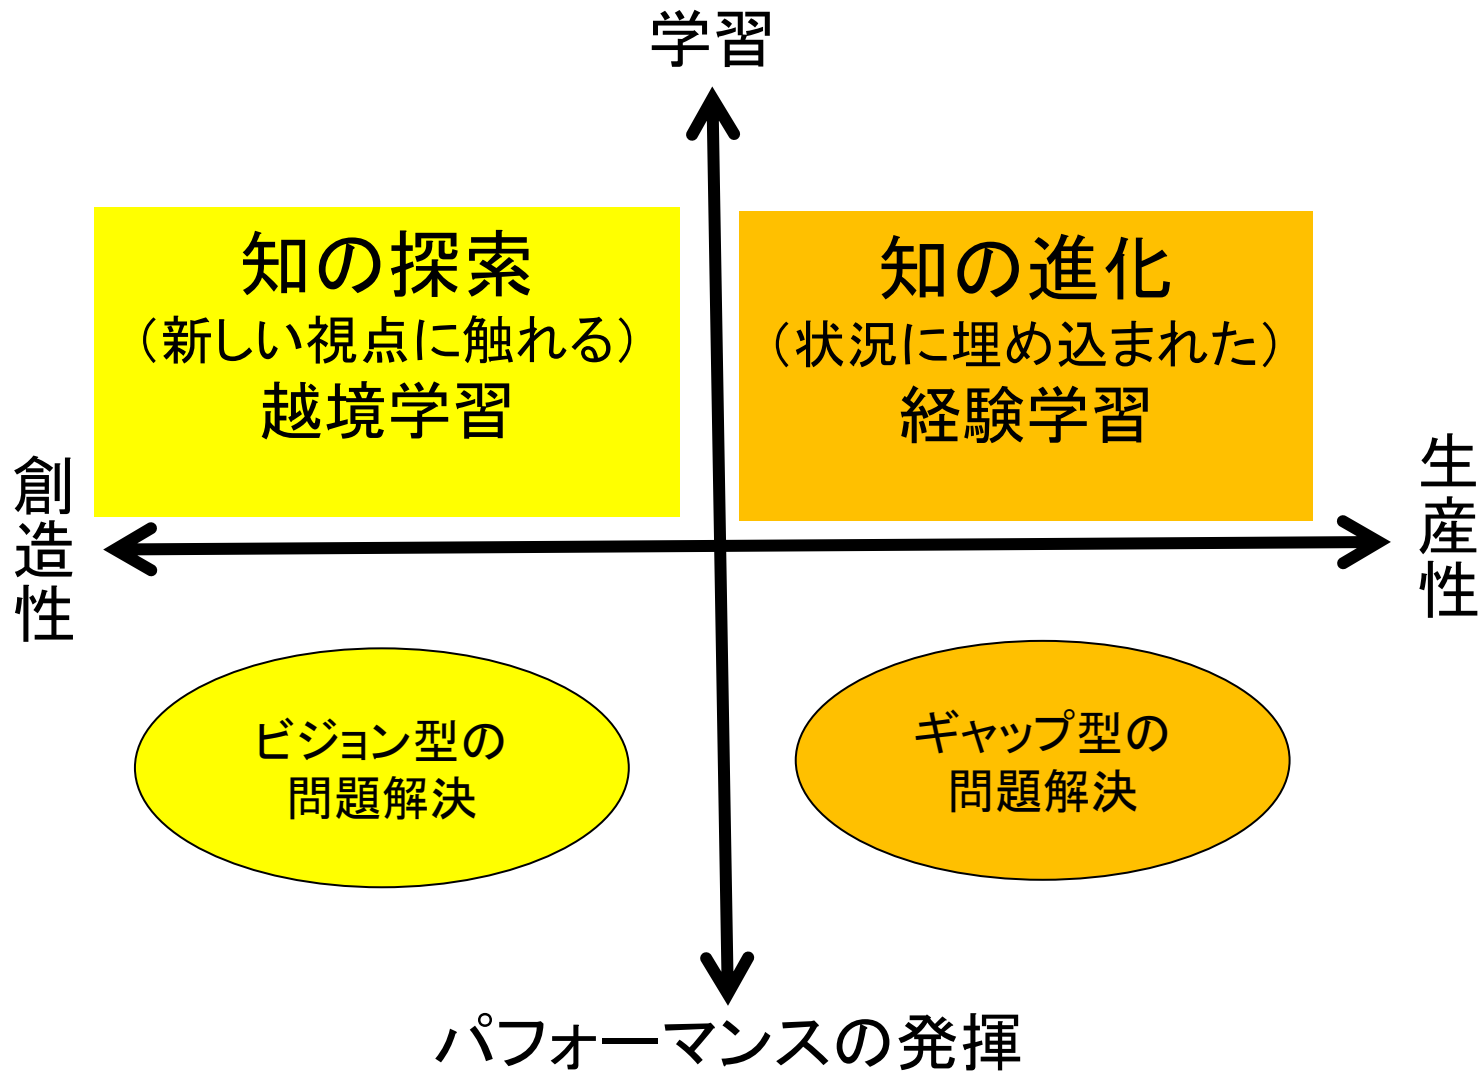 学習
知の探索
（新しい視点に触れる）
越境学習
知の進化
（状況に埋め込まれた）
経験学習
創造性
生産性
ビジョン型の
問題解決
ギャップ型の
問題解決
パフォーマンスの発揮